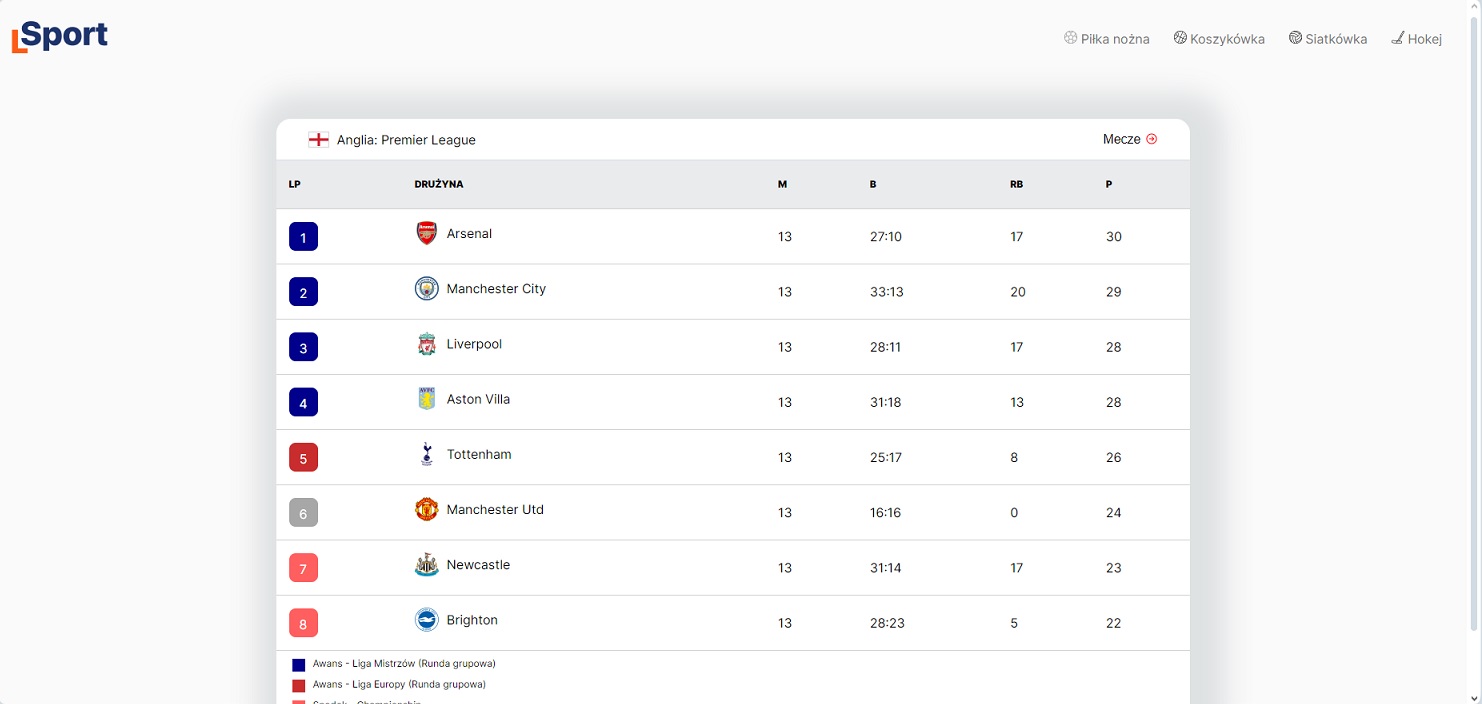 LSport
Piłka nożna Koszykówka Siatkówka Hokej
Anglia: Premier League Mecze
LP DRUŻYNA M B RB P
1 Arsenal 13 27:10 17 30
2 Manchester City 13 33:13 20 29
3 Liverpool 13 28:11 17 28
4 Aston Villa 13 31:18 13 28
5 Tottenham 13 25:17 8 26
6 Manchester Utd 13 16:16 0 24
7 Newcastle 13 31:14 17 23
8 Brighton 13 28:23 5 22
Awans - Liga Mistrzów (Runda grupowa)
Awans - Liga Europy (Runda grupowa)
Spadek - Championship